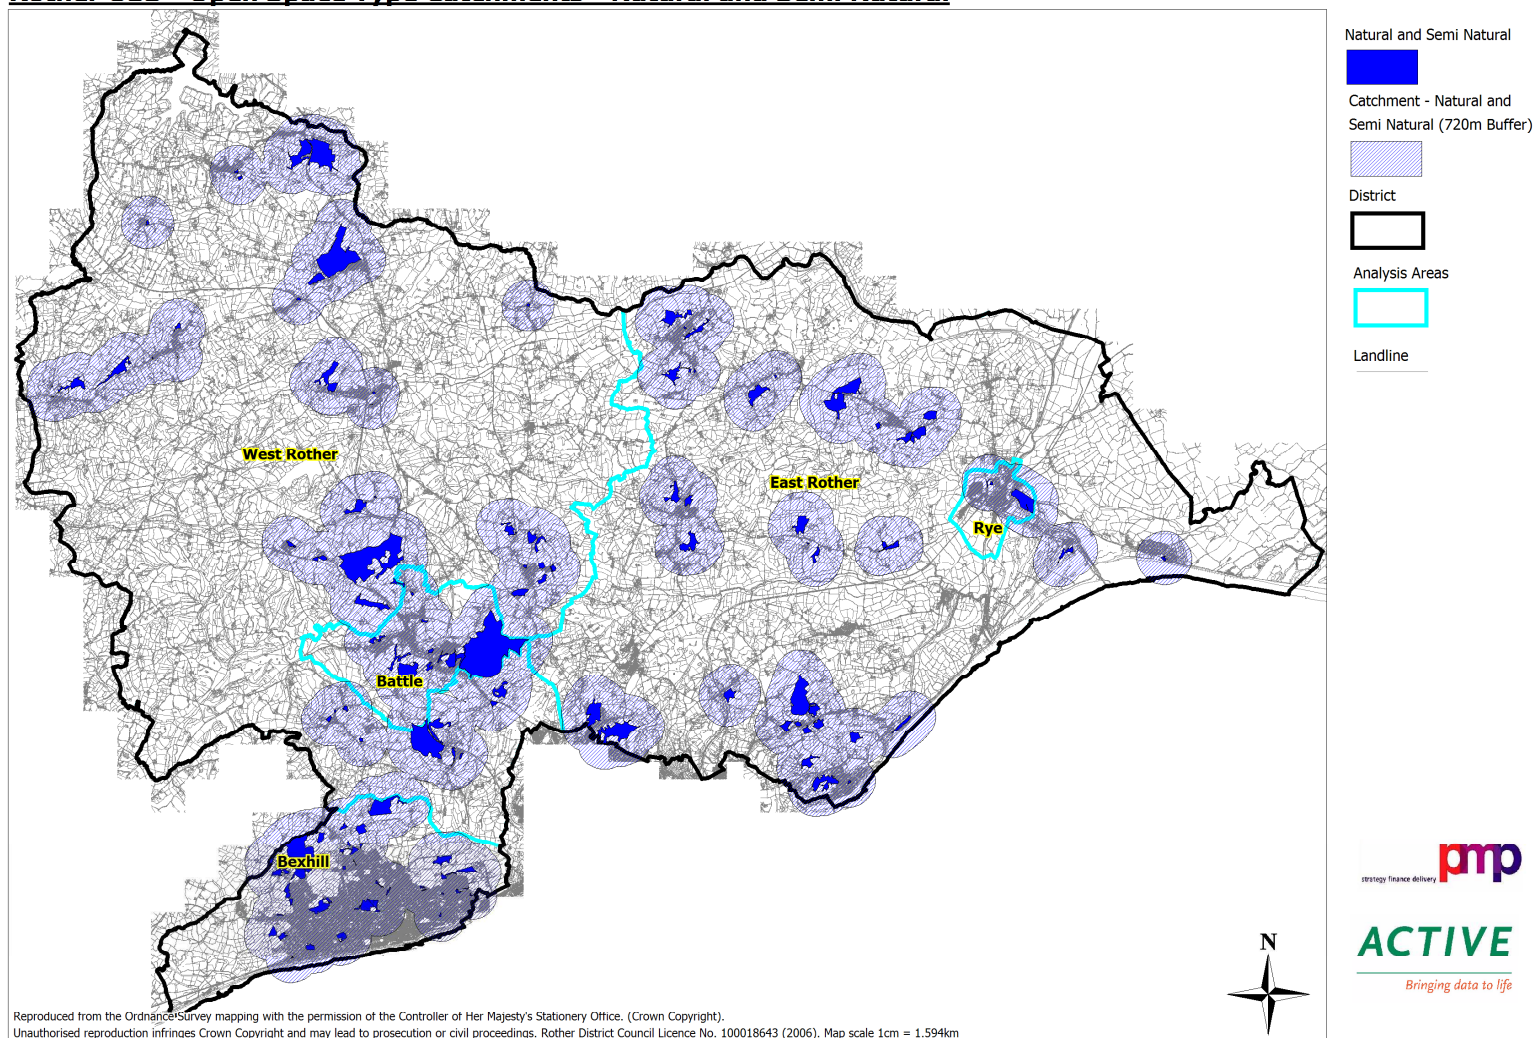 Natural and Semi Natural
Catchment - Natural and
Semi Natural (720m Buffer)
District
Analysis Areas
Landline
West Rother
East Rother
Rye
Battle
Bexhill
strategy finance delivery pmp
ACTIVE
Bringing data to life
N
Reproduced from the Ordnance Survey mapping with the permission of the Controller of Her Majesty's Stationery Office. (Crown Copyright).
Unauthorised reproduction infringes Crown Copyright and may lead to prosecution or civil proceedings. Rother District Council Licence No. 100018643 (2006). Map scale 1cm = 1.594km